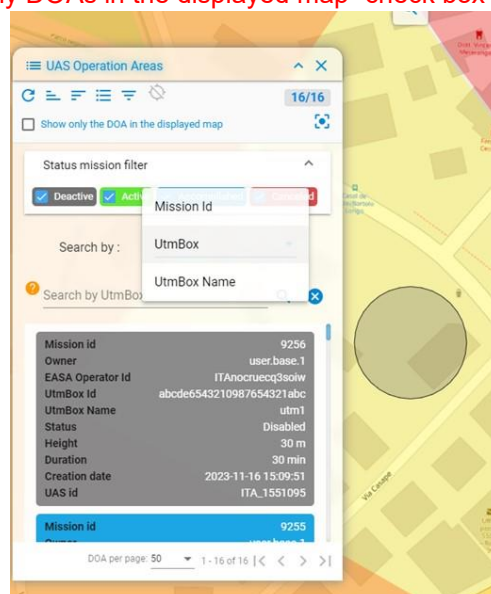 y DOAs in the displayed map" check box
UAS Operation Areas
16/16
Show only the DOA in the displayed map
Status mission filter
Deactive
Mission Id
Search by :
UtmBox
UtmBox Name
Search by UtmBox
Mission id 9256
Owner user.base.1
EASA Operator Id ITAnocruecq3soiw
UtmBox Id abcde6543210987654321abc
UtmBox Name utm1
Status Disabled
Height 30 m
Duration 30 min
Creation date 2023-11-16 15:09:51
UAS id ITA_1551095
Mission id 9255
DOA per page: 50 1 - 16 of 16
Via Casape